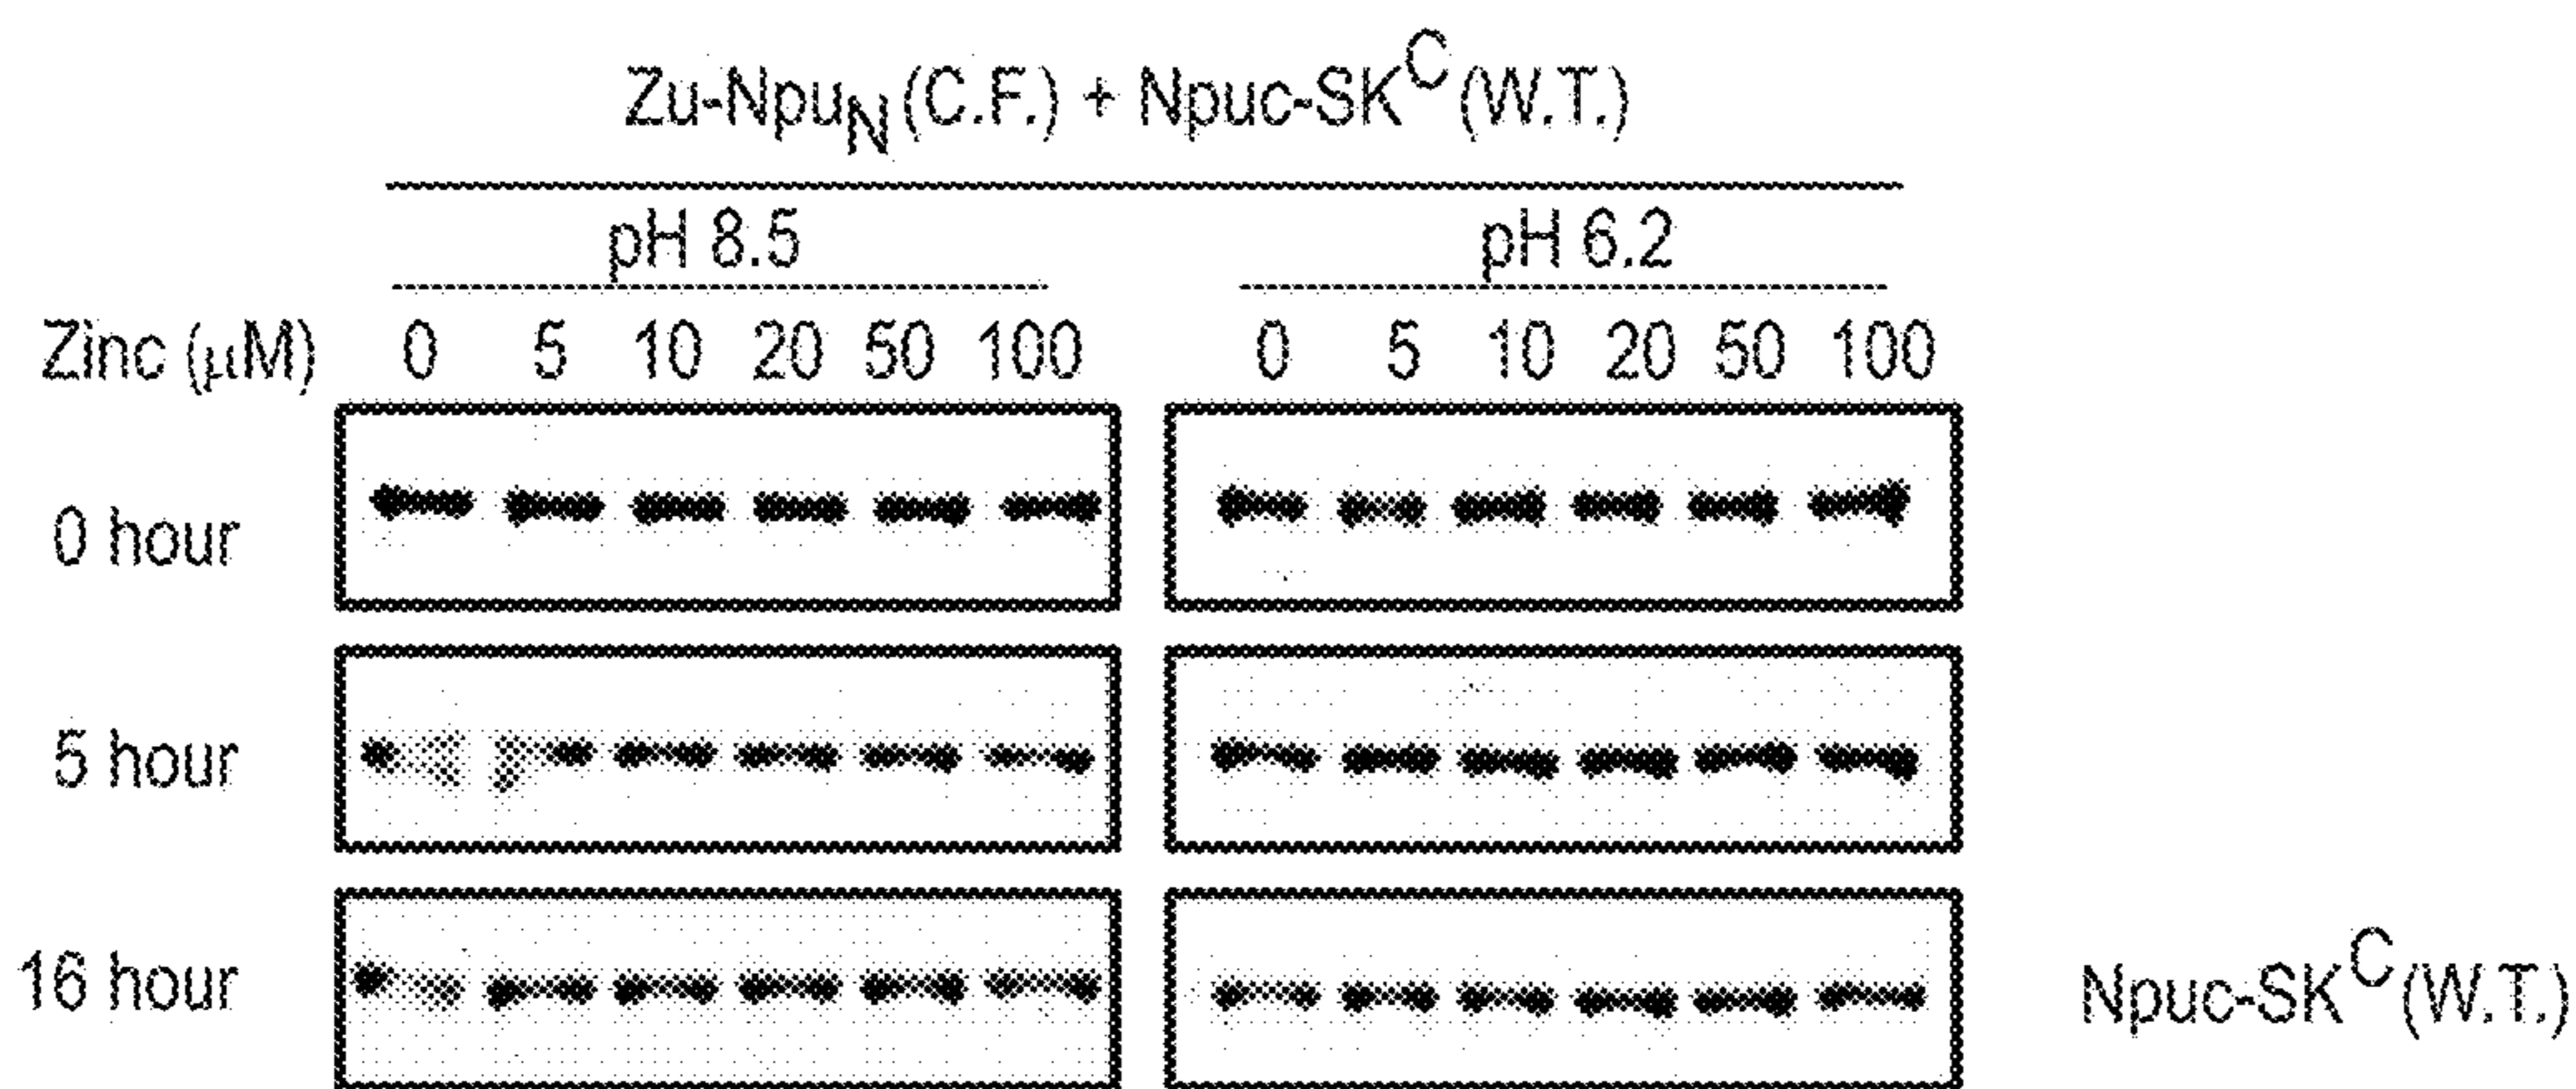 Zu-NpuN(C.F.) + Npuc-SKC(W.T.)
pH 8.5 pH 6.2
Zinc (μM) 0 5 10 20 50 100 0 5 10 20 50 100
0 hour
5 hour
16 hour Npuc-SKC(W.T.)